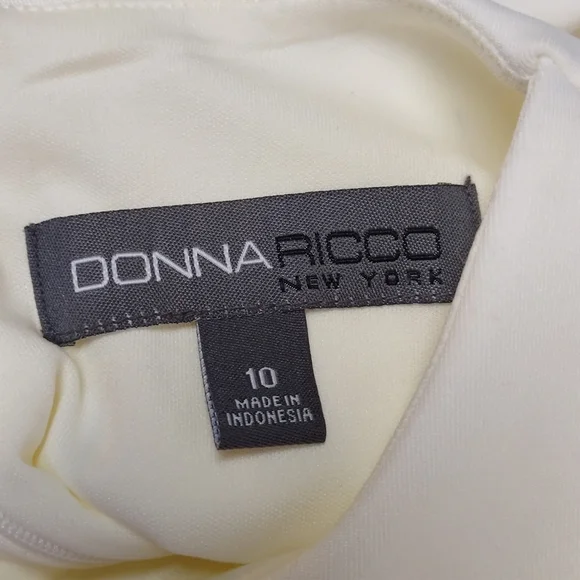 DONNA RICCO
NEW YORK
10
MADE IN
INDONESIA